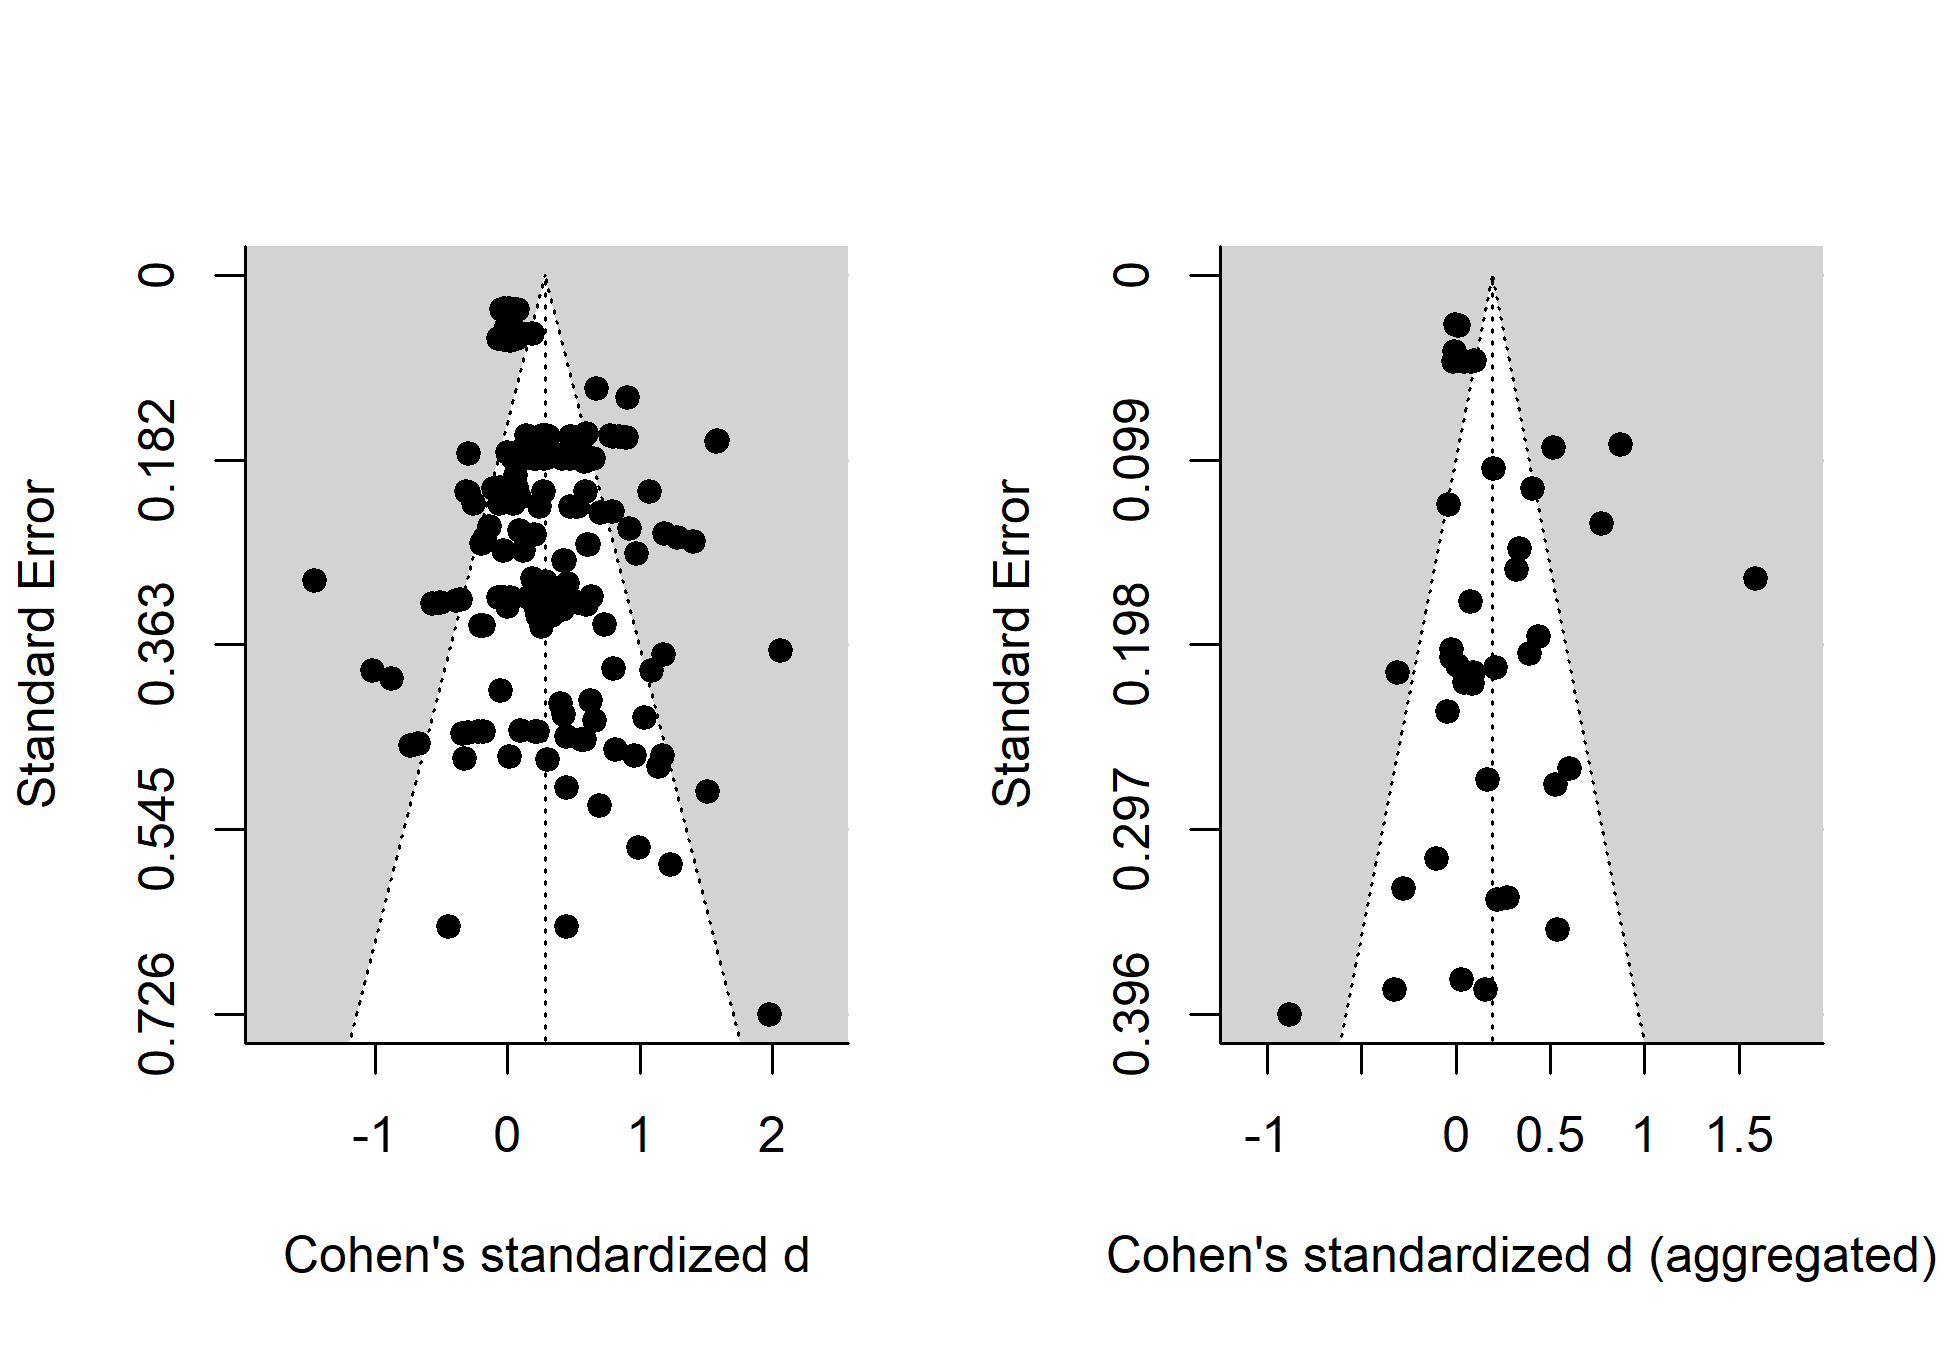 Standard Error
0
0.182
0.363
0.545
0.726
-1 0 1 2
Cohen's standardized d
Standard Error
0
0.099
0.198
0.297
0.396
-1 0 0.5 1 1.5
Cohen's standardized d (aggregated)